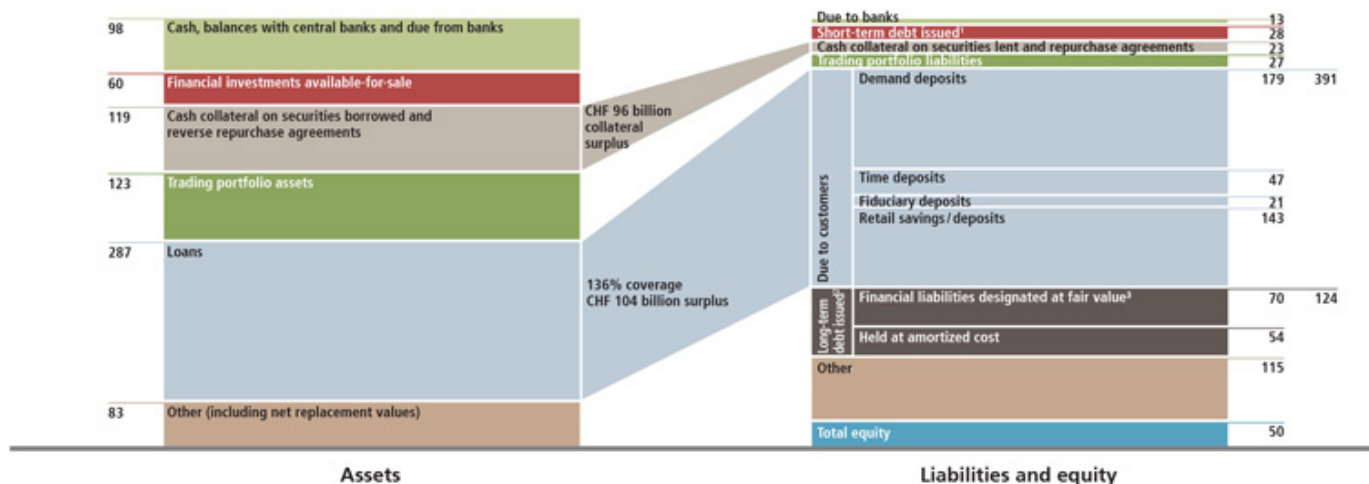 98 Cash, balances with central banks and due from banks
60 Financial investments available-for-sale
119 Cash collateral on securities borrowed and
reverse repurchase agreements
123 Trading portfolio assets
287 Loans
83 Other (including net replacement values)
Assets
CHF 96 billion
collateral
surplus
136% coverage
CHF 104 billion surplus
Due to banks 13
Short-term debt issued¹ 28
Cash collateral on securities lent and repurchase agreements 23
Trading portfolio liabilities 27
Due to customers
Demand deposits 179 391
Time deposits 47
Fiduciary deposits 21
Retail savings/deposits 143
Long-term
debt issued²
Financial liabilities designated at fair value³ 70 124
Held at amortized cost 54
Other 115
Total equity 50
Liabilities and equity